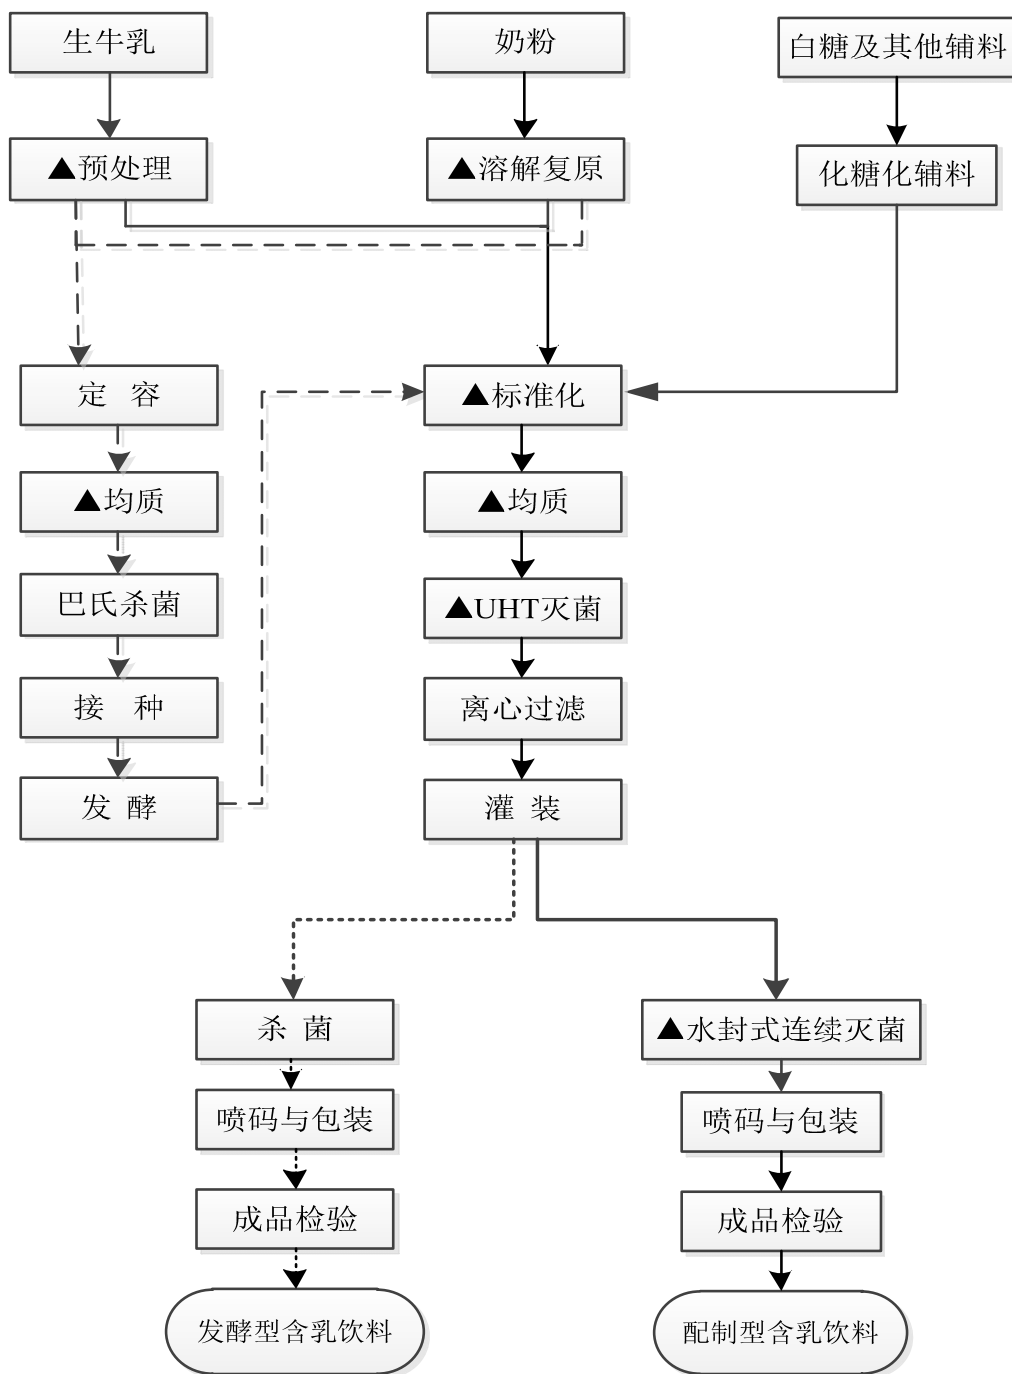 生牛乳
奶粉
白糖及其他辅料
▲预处理
▲溶解复原
化糖化辅料
定 容
▲标准化
▲均质
▲均质
巴氏杀菌
▲UHT灭菌
接 种
离心过滤
发 酵
灌 装
杀 菌
▲水封式连续灭菌
喷码与包装
喷码与包装
成品检验
成品检验
发酵型含乳饮料
配制型含乳饮料